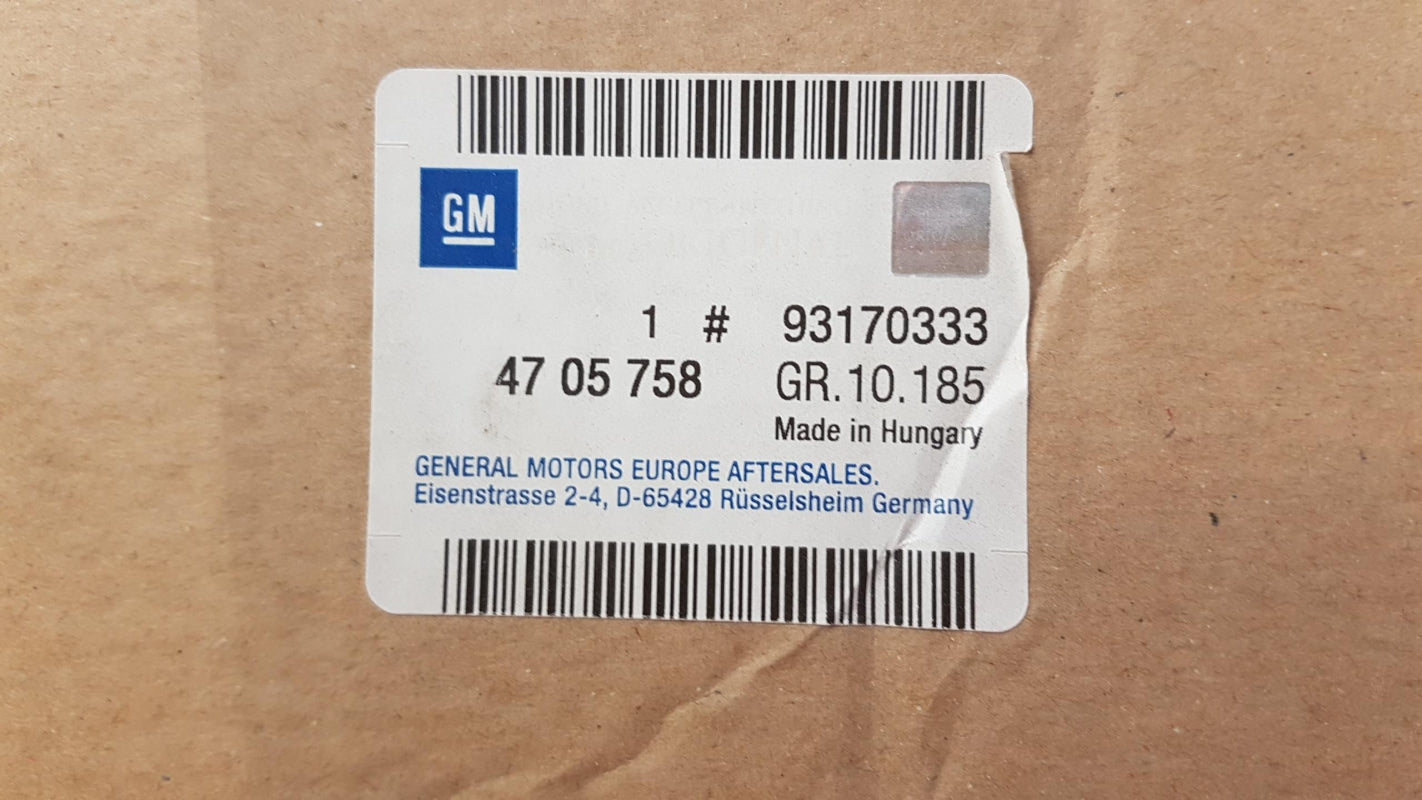 GM
1 # 93170333
47 05 758 GR.10.185
Made in Hungary
GENERAL MOTORS EUROPE AFTERSALES.
Eisenstrasse 2-4, D-65428 Rüsselsheim Germany